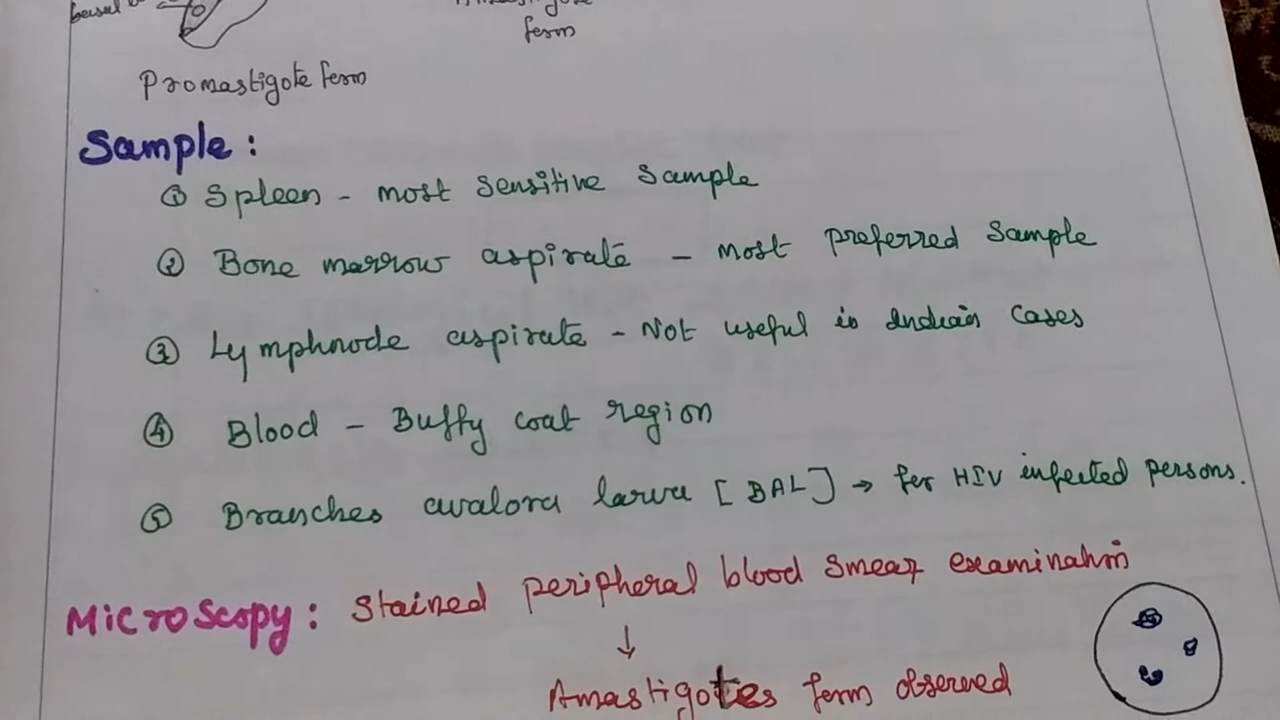 basal
form
Promastigote form
Sample :
① Spleen - most sensitive sample
② Bone marrow aspirate - most preferred sample
③ Lymphnode aspirate - Not useful in Indian cases
④ Blood - Buffy coat region
⑤ Branches avalora larva [BAL] → for HIV infected persons.
Microscopy : Stained peripheral blood smear examination
↓
Amastigotes form observed